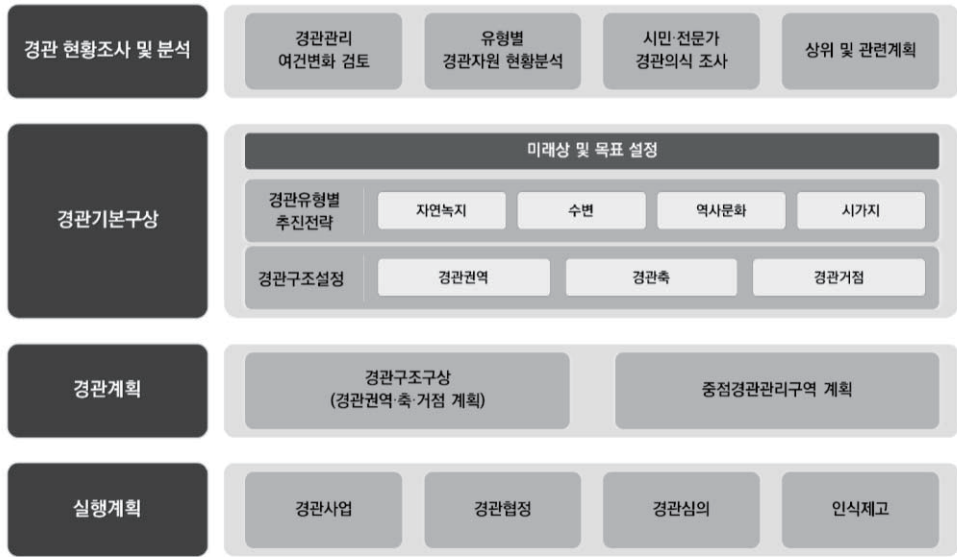 경관 현황조사 및 분석
경관관리
여건변화 검토
유형별
경관자원 현황분석
시민·전문가
경관의식 조사
상위 및 관련계획
경관기본구상
미래상 및 목표 설정
경관유형별
추진전략
자연녹지
수변
역사문화
시가지
경관구조설정
경관권역
경관축
경관거점
경관계획
경관구조구상
(경관권역·축·거점 계획)
중점경관관리구역 계획
실행계획
경관사업
경관협정
경관심의
인식제고